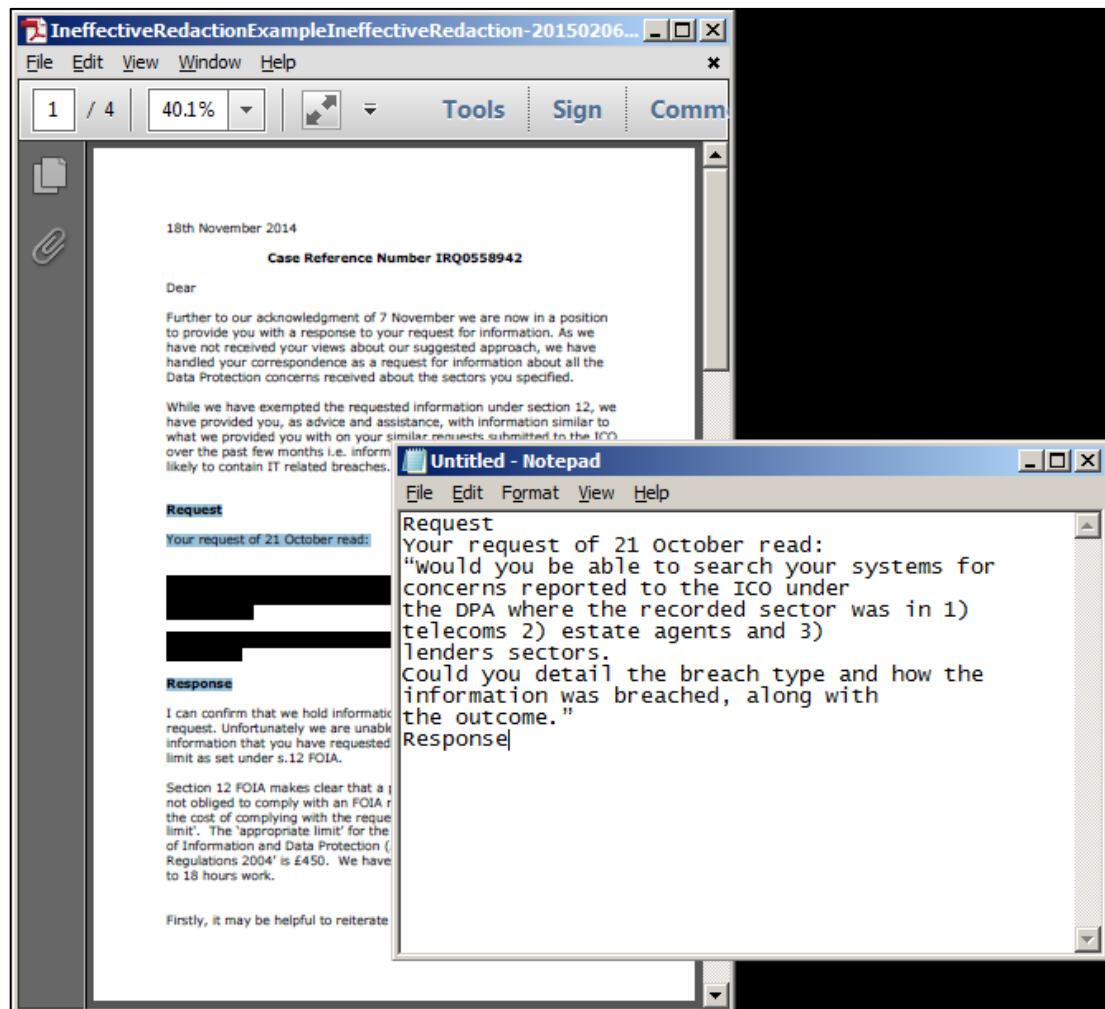 IneffectiveRedactionExampleIneffectiveRedaction-20150206...
File Edit View Window Help
1 / 4 40.1% Tools Sign Comm
18th November 2014
Case Reference Number IRQ0558942
Dear
Further to our acknowledgment of 7 November we are now in a position
to provide you with a response to your request for information. As we
have not received your views about our suggested approach, we have
handled your correspondence as a request for information about all the
Data Protection concerns received about the sectors you specified.
While we have exempted the requested information under section 12, we
have provided you, as advice and assistance, with information similar to
what we provided you with on your similar requests submitted to the ICO
over the past few months i.e. inform
likely to contain IT related breaches.
Request
Your request of 21 October read:
Response
I can confirm that we hold informatio
request. Unfortunately we are unable
information that you have requested
limit as set under s.12 FOIA.
Section 12 FOIA makes clear that a p
not obliged to comply with an FOIA r
the cost of complying with the reque
limit'. The 'appropriate limit' for the
of Information and Data Protection (
Regulations 2004' is £450. We have
to 18 hours work.
Firstly, it may be helpful to reiterate
Untitled - Notepad
File Edit Format View Help
Request
Your request of 21 October read:
“Would you be able to search your systems for
concerns reported to the ICO under
the DPA where the recorded sector was in 1)
telecoms 2) estate agents and 3)
lenders sectors.
Could you detail the breach type and how the
information was breached, along with
the outcome.”
Response